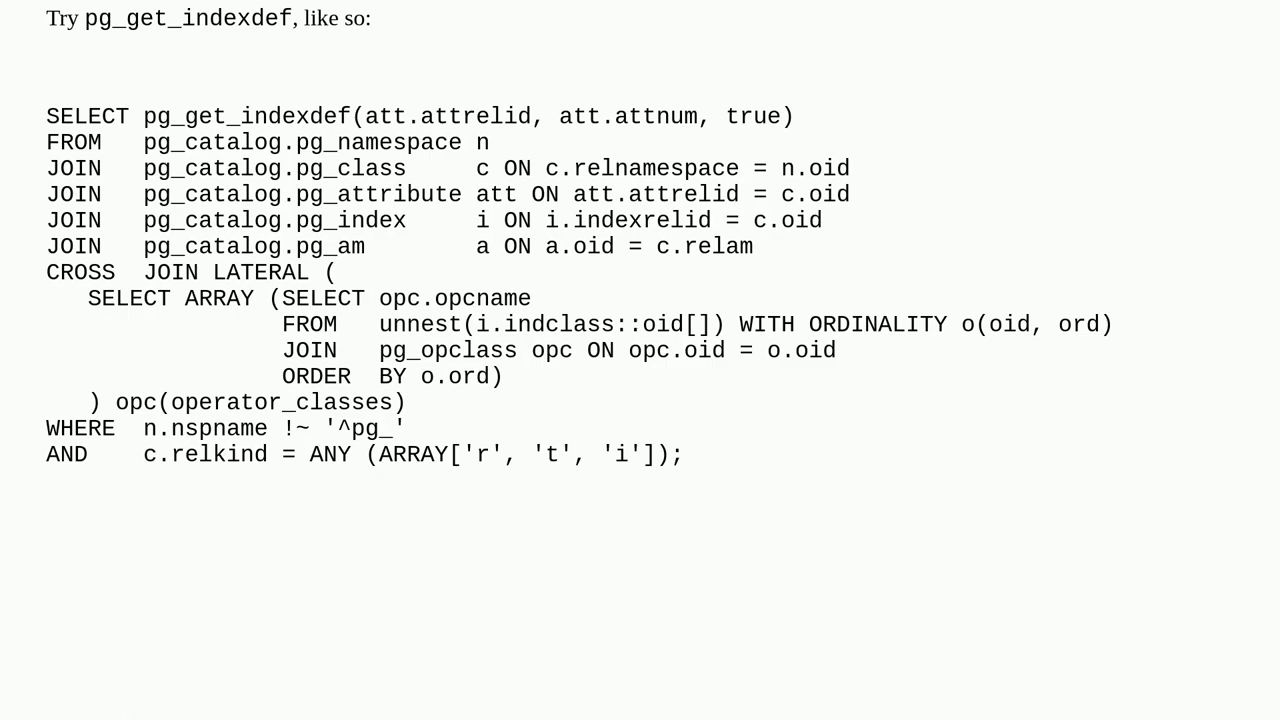 Try pg_get_indexdef, like so:
SELECT pg_get_indexdef(att.attrelid, att.attnum, true)
FROM   pg_catalog.pg_namespace n
JOIN   pg_catalog.pg_class     c ON c.relnamespace = n.oid
JOIN   pg_catalog.pg_attribute att ON att.attrelid = c.oid
JOIN   pg_catalog.pg_index     i ON i.indexrelid = c.oid
JOIN   pg_catalog.pg_am        a ON a.oid = c.relam
CROSS  JOIN LATERAL (
   SELECT ARRAY (SELECT opc.opcname
                 FROM   unnest(i.indclass::oid[]) WITH ORDINALITY o(oid, ord)
                 JOIN   pg_opclass opc ON opc.oid = o.oid
                 ORDER  BY o.ord)
   ) opc(operator_classes)
WHERE  n.nspname !~ '^pg_'
AND    c.relkind = ANY (ARRAY['r', 't', 'i']);